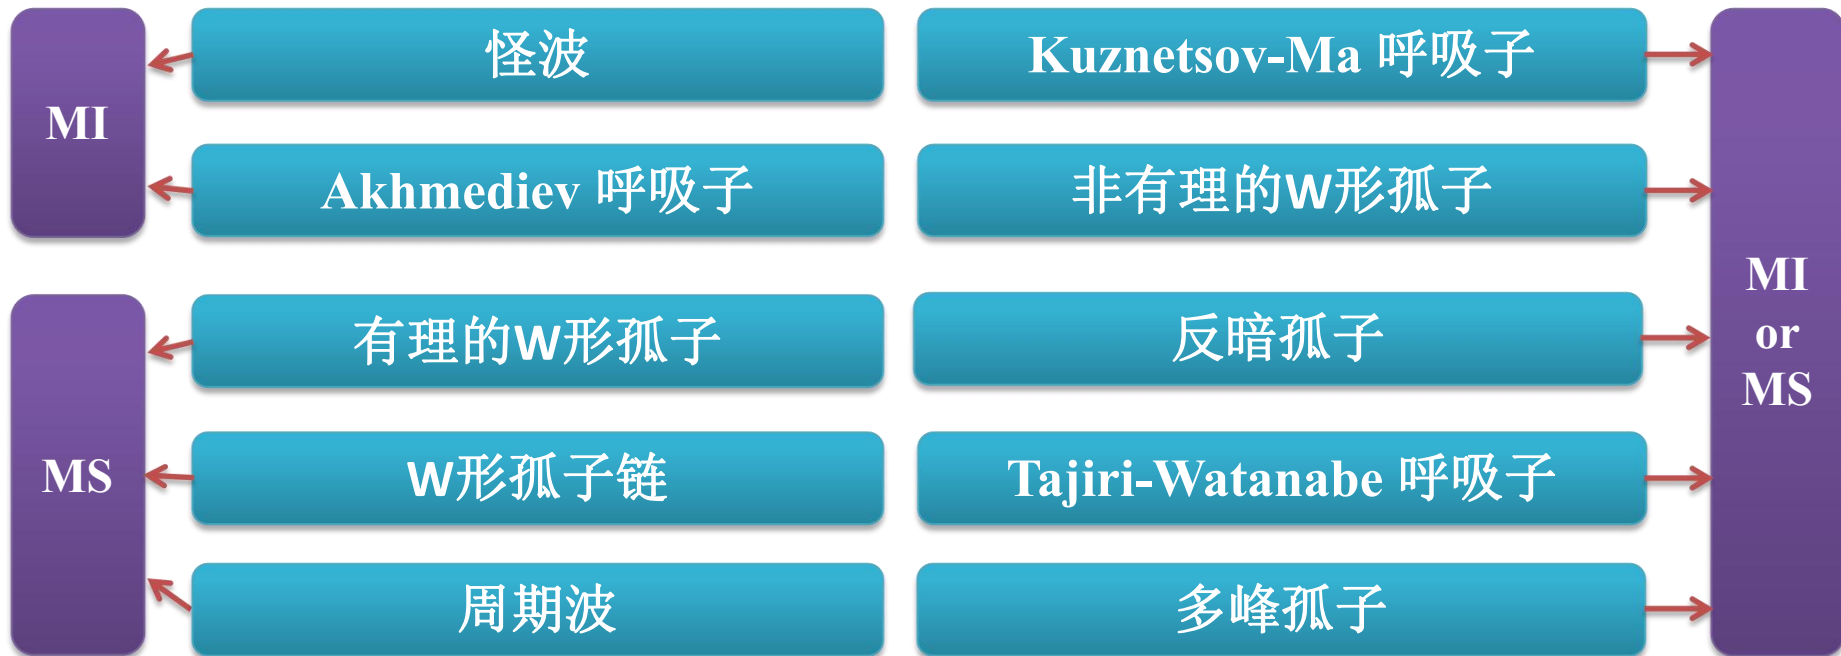 MI
怪波
Akhmediev 呼吸子
MS
有理的W形孤子
W形孤子链
周期波
Kuznetsov-Ma 呼吸子
非有理的W形孤子
反暗孤子
Tajiri-Watanabe 呼吸子
多峰孤子
MI
or
MS